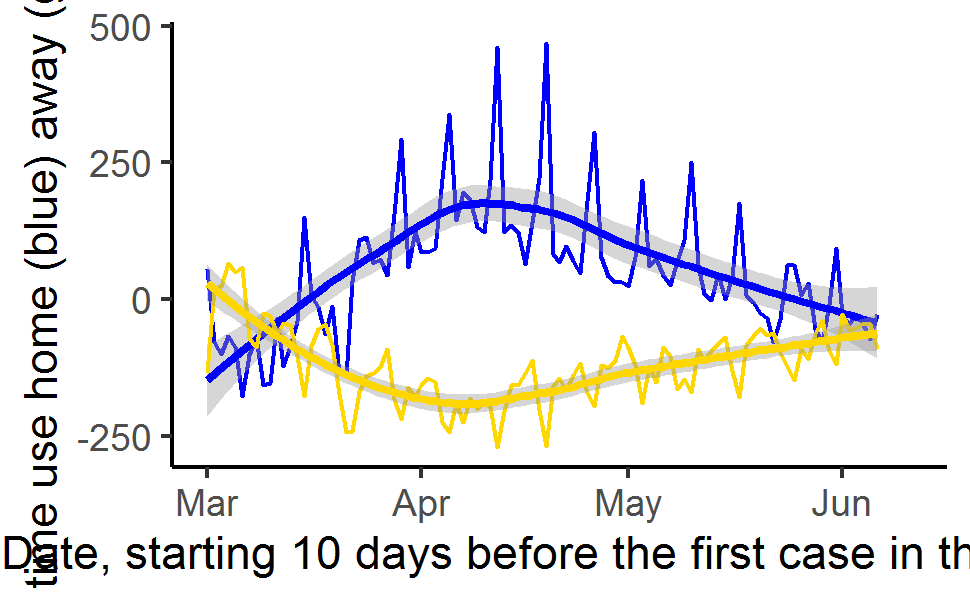 time use home (blue) away (
500
250
0
-250
Mar Apr May Jun
Date, starting 10 days before the first case in th